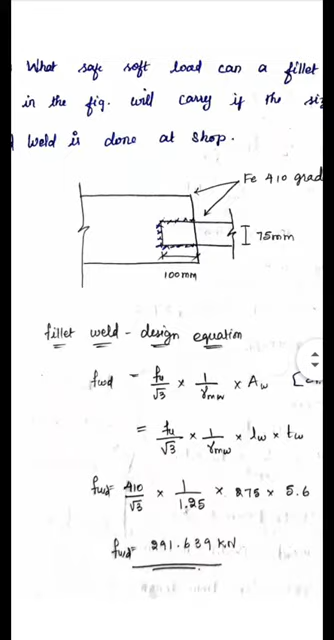 What safe soft load can a fillet
in the fig. will carry if the siz
d weld is done at shop.
Fe 410 grad
75mm
100mm
fillet weld - design equation
fwd = fu/√3 × 1/γmw × Aw [
= fu/√3 × 1/γmw × lw × tw
fwd = 410/√3 × 1/1.25 × 275 × 5.6
fwd = 291.639 KN